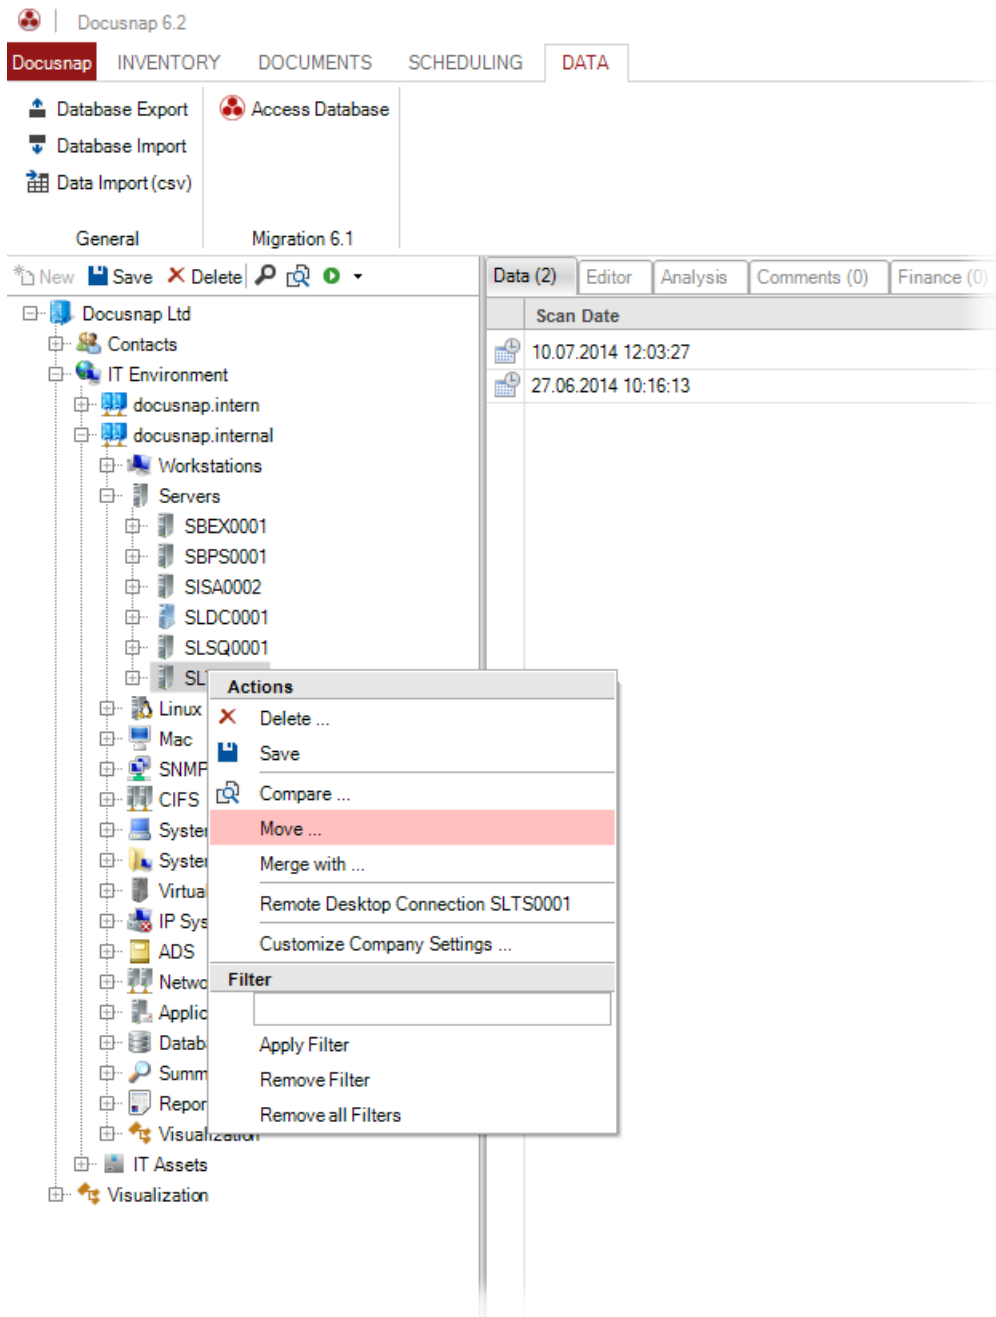 Docusnap 6.2
Docusnap INVENTORY DOCUMENTS SCHEDULING DATA
Database Export Access Database
Database Import
Data Import (csv)
General Migration 6.1
New Save Delete
Data (2) Editor Analysis Comments (0) Finance (0)
Docusnap Ltd
Scan Date
Contacts
10.07.2014 12:03:27
IT Environment
27.06.2014 10:16:13
docusnap.intern
docusnap.internal
Workstations
Servers
SBEX0001
SBPS0001
SISA0002
SLDC0001
SLSQ0001
Actions
Linux
Delete ...
Mac
Save
SNMP
Compare ...
CIFS
Move ...
Merge with ...
Remote Desktop Connection SLTS0001
IP Sys
Customize Company Settings ...
ADS
Filter
Apply Filter
Remove Filter
Remove all Filters
Visualization
IT Assets
Visualization